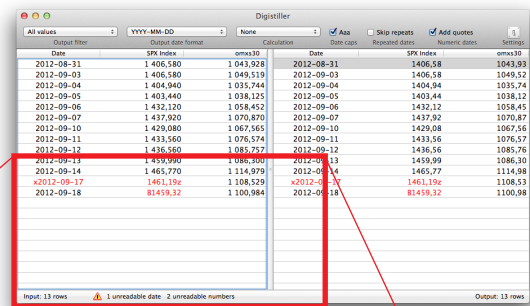 Digistiller
All values YYYY-MM-DD None Aaa Skip repeats Add quotes
Output filter Output date format Calculation Date caps Repeated dates Numeric dates Settings
Date SPX Index omxs30 Date SPX Index omxs30
2012-08-31 1 406,580 1 043,928 2012-08-31 1406,58 1043,93
2012-09-03 1 406,580 1 049,519 2012-09-03 1406,58 1049,52
2012-09-04 1 404,940 1 035,744 2012-09-04 1404,94 1035,74
2012-09-05 1 403,440 1 038,125 2012-09-05 1403,44 1038,12
2012-09-06 1 432,120 1 058,452 2012-09-06 1432,12 1058,45
2012-09-07 1 437,920 1 070,870 2012-09-07 1437,92 1070,87
2012-09-10 1 429,080 1 067,565 2012-09-10 1429,08 1067,56
2012-09-11 1 433,560 1 076,574 2012-09-11 1433,56 1076,57
2012-09-12 1 436,560 1 085,757 2012-09-12 1436,56 1085,76
2012-09-13 1 459,990 1 086,300 2012-09-13 1459,99 1086,30
2012-09-14 1 465,770 1 114,979 2012-09-14 1465,77 1114,98
x2012-09-17 1461,19z 1 108,529 x2012-09-17 1461,19z 1108,53
2012-09-18 81459,32 1 100,984 2012-09-18 81459,32 1100,98
Input: 13 rows 1 unreadable date 2 unreadable numbers Output: 13 rows